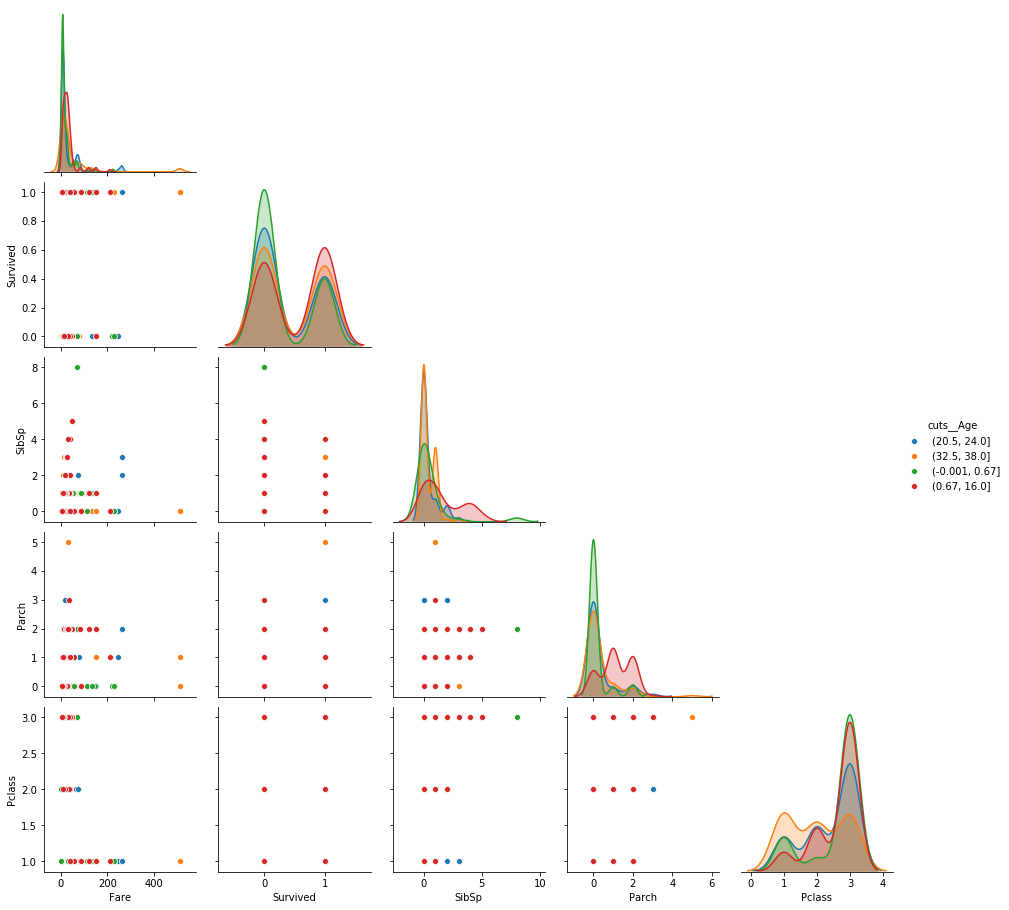 1.0
0.8
0.6
0.4
0.2
0.0
Survived
8
6
4
2
0
SibSp
cuts__Age
(20.5, 24.0]
(32.5, 38.0]
(-0.001, 0.67]
(0.67, 16.0]
5
4
3
2
1
0
Parch
3.0
2.5
2.0
1.5
1.0
Pclass
0 200 400
0 1
0 5 10
0 2 4 6
0 1 2 3 4
Fare Survived SibSp Parch Pclass